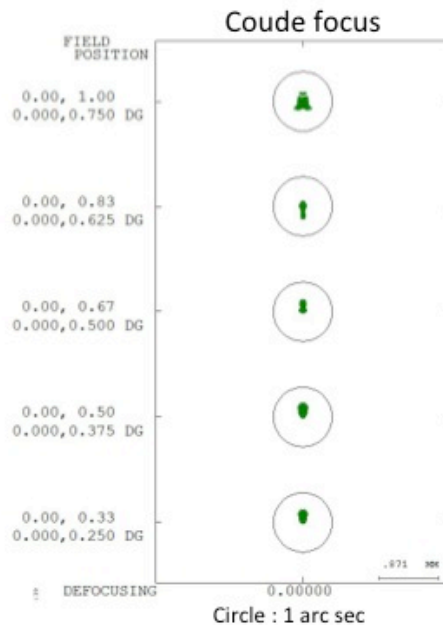 Coude focus
FIELD
POSITION
0.00, 1.00
0.000,0.750 DG
0.00, 0.83
0.000,0.625 DG
0.00, 0.67
0.000,0.500 DG
0.00, 0.50
0.000,0.375 DG
0.00, 0.33
0.000,0.250 DG
.871 MM
DEFOCUSING 0.00000
Circle : 1 arc sec